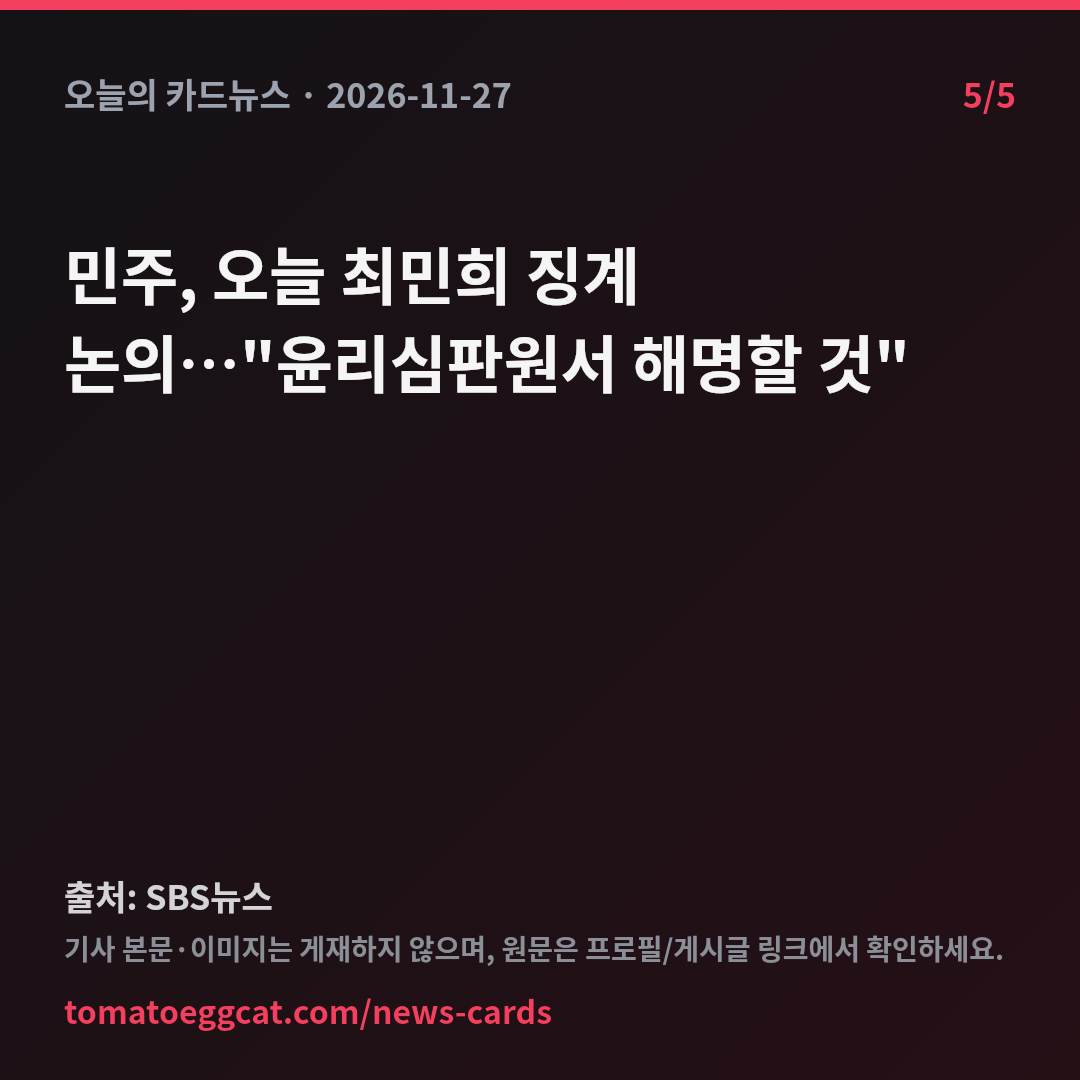 오늘의 카드뉴스 · 2026-11-27
5/5
민주, 오늘 최민희 징계
논의…"윤리심판원서 해명할 것"
출처: SBS뉴스
기사 본문·이미지는 게재하지 않으며, 원문은 프로필/게시글 링크에서 확인하세요.
tomatoeggcat.com/news-cards